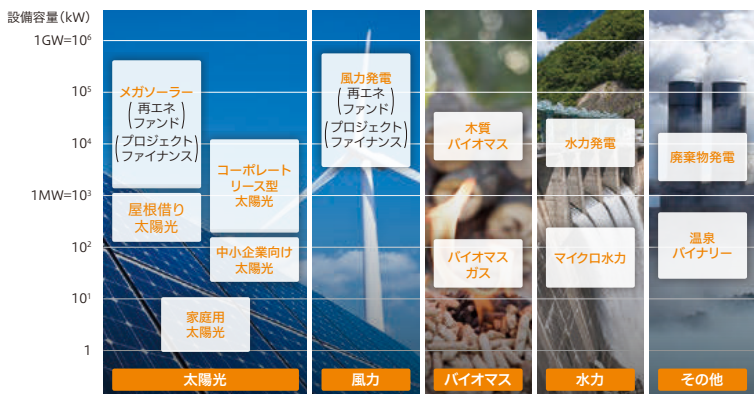 設備容量(kW)
1GW=10⁶
10⁵
10⁴
1MW=10³
10²
10¹
1
メガソーラー
(再エネ
ファンド)
(プロジェクト
ファイナンス)
屋根借り
太陽光
コーポレート
リース型
太陽光
中小企業向け
太陽光
家庭用
太陽光
太陽光
風力発電
(再エネ
ファンド)
(プロジェクト
ファイナンス)
風力
木質
バイオマス
バイオマス
ガス
バイオマス
水力発電
マイクロ水力
水力
廃棄物発電
温泉
バイナリー
その他